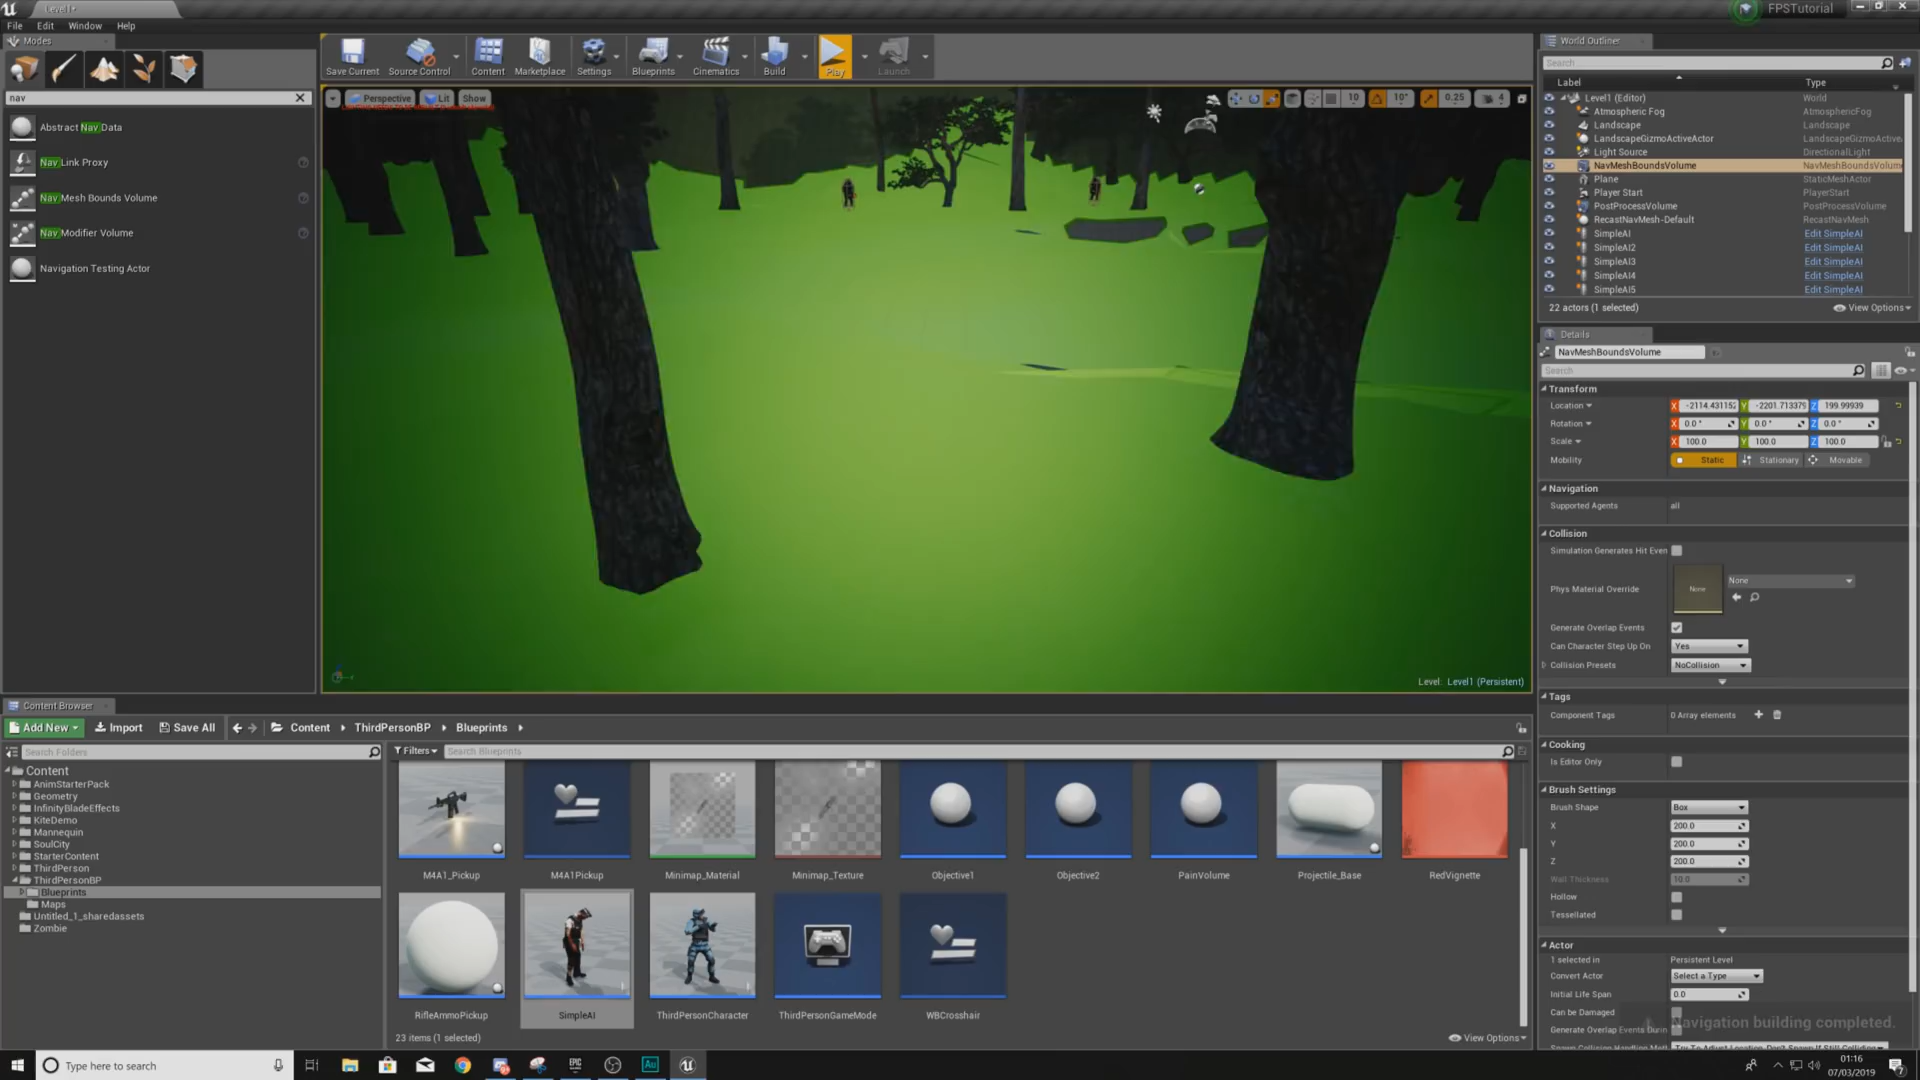 Level1*
FPSTutorial
File Edit Window Help
Modes
nav
Abstract Nav Data
Nav Link Proxy
Nav Mesh Bounds Volume
Nav Modifier Volume
Navigation Testing Actor
Save Current
Source Control
Content
Marketplace
Settings
Blueprints
Cinematics
Build
Play
Launch
Perspective
Lit
Show
10
10°
0.25
4
Level: Level1 (Persistent)
World Outliner
Search...
Label Type
Level1 (Editor) World
Atmospheric Fog AtmosphericFog
Landscape Landscape
LandscapeGizmoActiveActor LandscapeGizmoActive
Light Source DirectionalLight
NavMeshBoundsVolume NavMeshBoundsVolume
Plane StaticMeshActor
Player Start PlayerStart
PostProcessVolume PostProcessVolume
RecastNavMesh-Default RecastNavMesh
SimpleAI Edit SimpleAI
SimpleAI2 Edit SimpleAI
SimpleAI3 Edit SimpleAI
SimpleAI4 Edit SimpleAI
SimpleAI5 Edit SimpleAI
22 actors (1 selected)
View Options
Details
NavMeshBoundsVolume
Search
Transform
Location X -2114.431152 Y -2201.713379 Z 199.99939
Rotation X 0.0° Y 0.0° Z 0.0°
Scale X 100.0 Y 100.0 Z 100.0
Mobility Static Stationary Movable
Navigation
Supported Agents all
Collision
Simulation Generates Hit Even
Phys Material Override None None
Generate Overlap Events
Can Character Step Up On Yes
Collision Presets NoCollision
Tags
Component Tags 0 Array elements
Cooking
Is Editor Only
Brush Settings
Brush Shape Box
X 200.0
Y 200.0
Z 200.0
Wall Thickness 10.0
Hollow
Tessellated
Actor
1 selected in Persistent Level
Convert Actor Select a Type
Initial Life Span 0.0
Can be Damaged
Generate Overlap Events Durin
Navigation building completed.
Content Browser
Add New
Import
Save All
Content
ThirdPersonBP
Blueprints
Search Folders
Filters
Search Blueprints
Content
AnimStarterPack
Geometry
InfinityBladeEffects
KiteDemo
Mannequin
SoulCity
StarterContent
ThirdPerson
ThirdPersonBP
Blueprints
Maps
Untitled_1_sharedassets
Zombie
M4A1_Pickup
M4A1Pickup
Minimap_Material
Minimap_Texture
Objective1
Objective2
PainVolume
Projectile_Base
RedVignette
RifleAmmoPickup
SimpleAI
ThirdPersonCharacter
ThirdPersonGameMode
WBCrosshair
23 items (1 selected)
View Options
Type here to search
EPIC
Au
01:16
07/03/2019
7